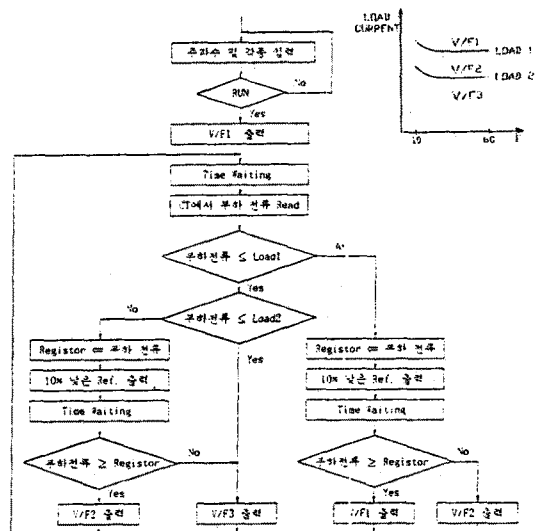 LOAD
CURRENT
V/F1
LOAD 1
V/F2
LOAD 2
V/F3
10
60
F
주파수 및 각종 입력
RUN
No
Yes
V/F1 출력
Time Waiting
CT에서 부하 전류 Read
부하전류 ≤ Load1
No
Yes
부하전류 ≤ Load2
No
Yes
Registor ⇐ 부하 전류
10% 낮은 Ref. 출력
Time Waiting
부하전류 ≥ Registor
No
Yes
V/F2 출력
V/F3 출력
Registor ⇐ 부하 전류
10% 낮은 Ref. 출력
Time Waiting
부하전류 ≥ Registor
No
Yes
V/F1 출력
V/F2 출력